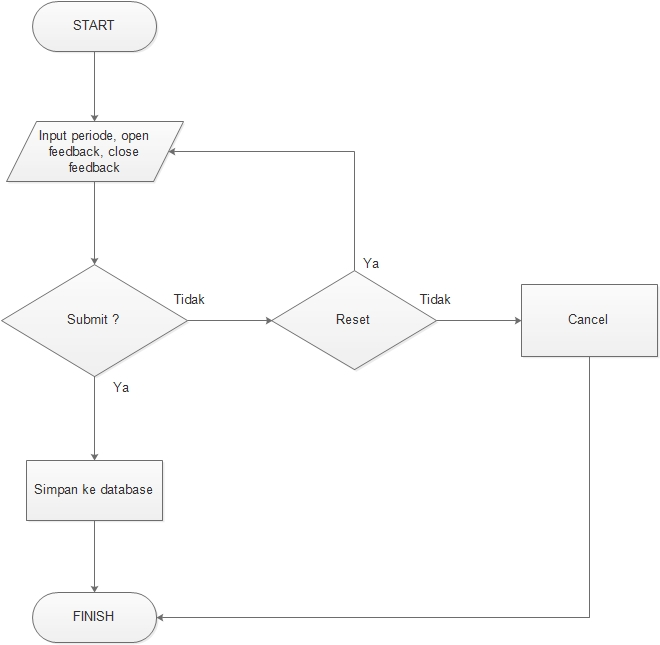 START
Input periode, open
feedback, close
feedback
Ya
Tidak
Tidak
Submit ?
Reset
Cancel
Ya
Simpan ke database
FINISH